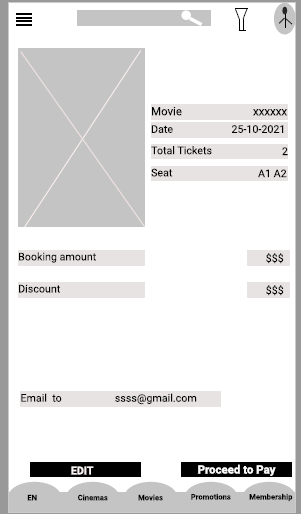 Movie xxxxxx
Date 25-10-2021
Total Tickets 2
Seat A1 A2
Booking amount $$$
Discount $$$
Email to ssss@gmail.com
EDIT Proceed to Pay
EN Cinemas Movies Promotions Membership